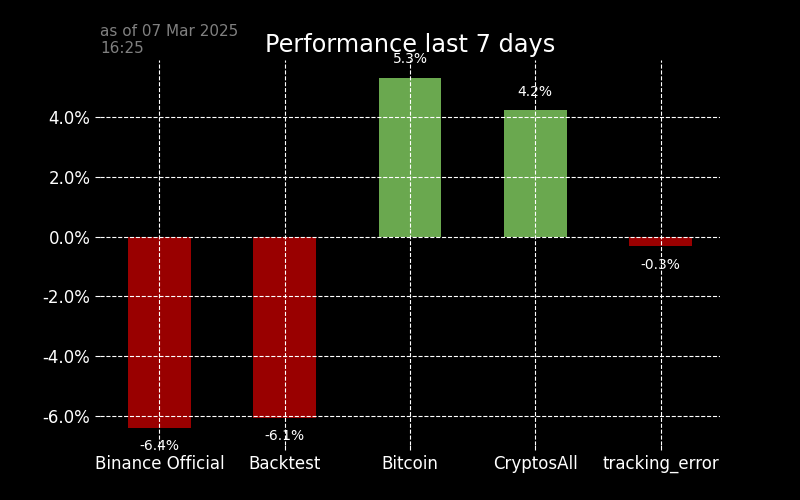 as of 07 Mar 2025
16:25
Performance last 7 days
5.3%
4.2%
4.0%
2.0%
0.0%
-0.3%
-2.0%
-4.0%
-6.0%
-6.4%
-6.1%
Binance Official
Backtest
Bitcoin
CryptosAll
tracking_error